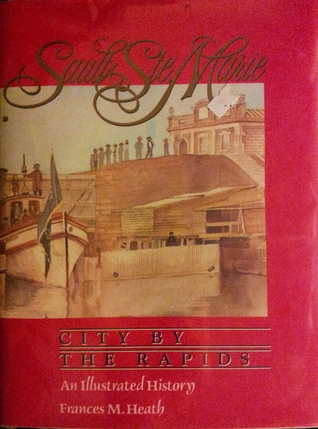 Sault Ste. Marie
CITY BY
THE RAPIDS
An Illustrated History
Frances M. Heath